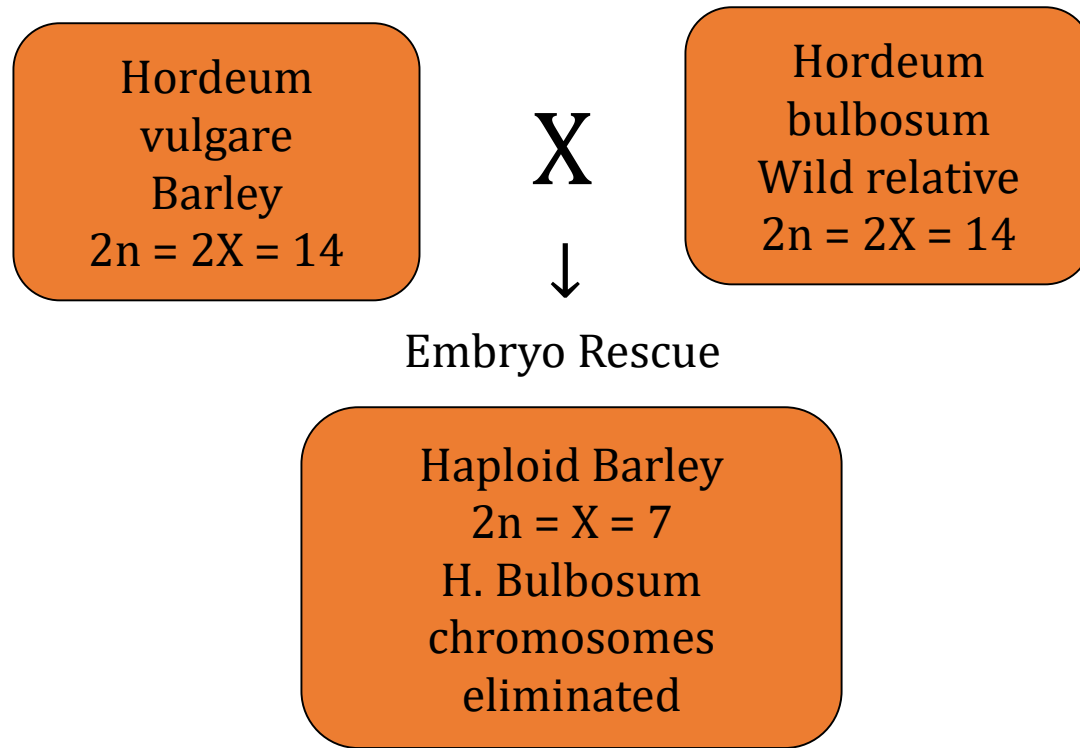 Hordeum
vulgare
Barley
2n = 2X = 14
X
Hordeum
bulbosum
Wild relative
2n = 2X = 14
↓
Embryo Rescue
Haploid Barley
2n = X = 7
H. Bulbosum
chromosomes
eliminated